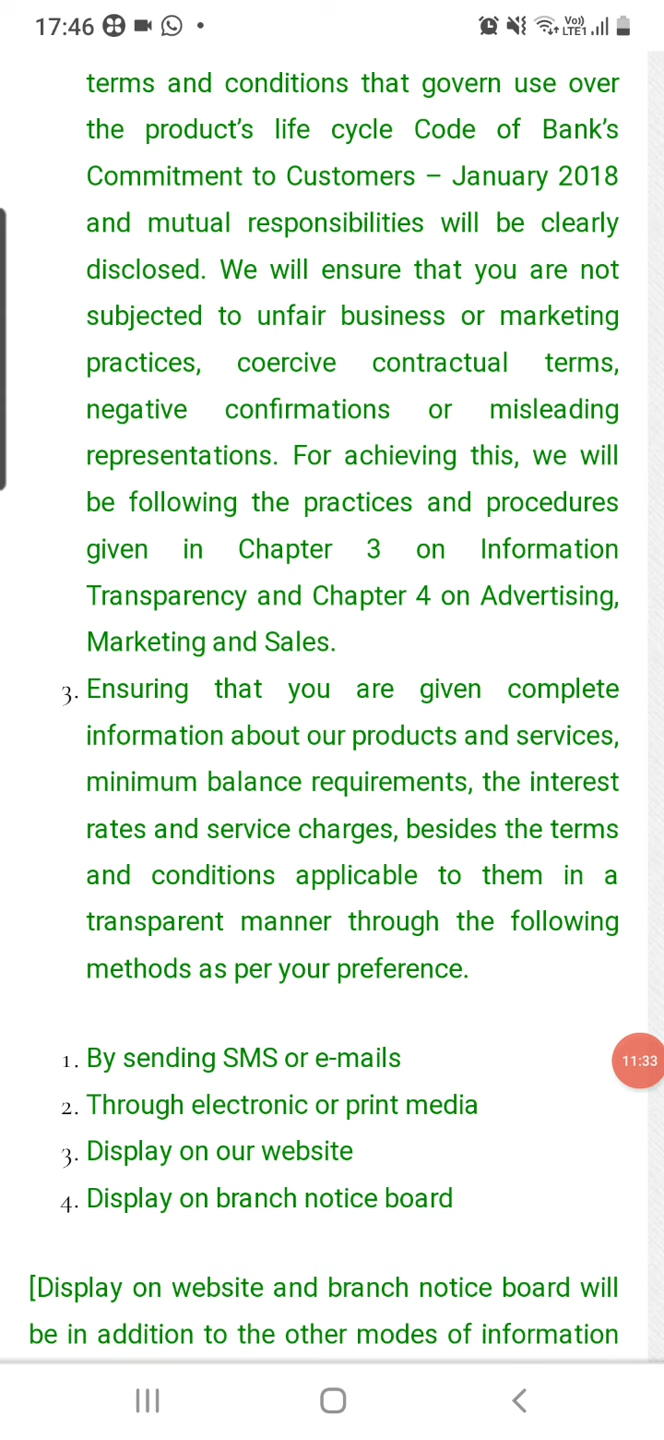 17:46
Vo)) LTE1
terms and conditions that govern use over
the product's life cycle Code of Bank's
Commitment to Customers – January 2018
and mutual responsibilities will be clearly
disclosed. We will ensure that you are not
subjected to unfair business or marketing
practices, coercive contractual terms,
negative confirmations or misleading
representations. For achieving this, we will
be following the practices and procedures
given in Chapter 3 on Information
Transparency and Chapter 4 on Advertising,
Marketing and Sales.
3. Ensuring that you are given complete
information about our products and services,
minimum balance requirements, the interest
rates and service charges, besides the terms
and conditions applicable to them in a
transparent manner through the following
methods as per your preference.
1. By sending SMS or e-mails
11:33
2. Through electronic or print media
3. Display on our website
4. Display on branch notice board
[Display on website and branch notice board will
be in addition to the other modes of information